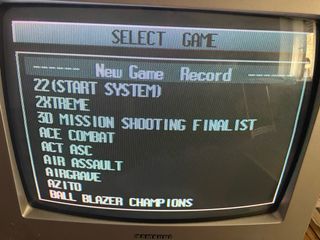 SELECT GAME
New Game Record
22(START SYSTEM)
2XTREME
3D MISSION SHOOTING FINALIST
ACE COMBAT
ACT ASC
AIR ASSAULT
AIRGRAVE
AZITO
BALL BLAZER CHAMPIONS